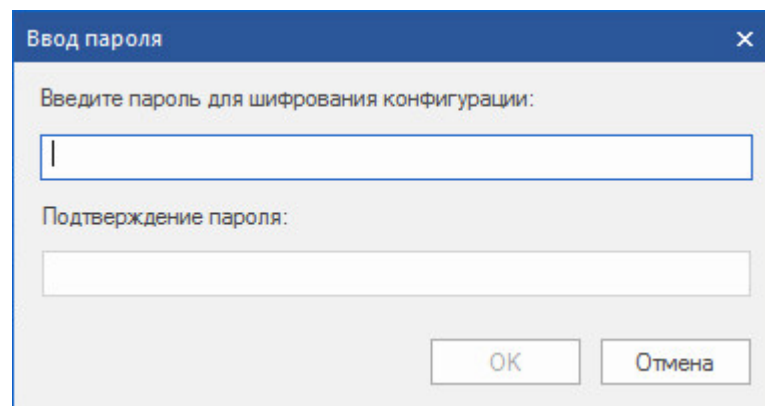 Ввод пароля
Введите пароль для шифрования конфигурации:
Подтверждение пароля:
OK Отмена